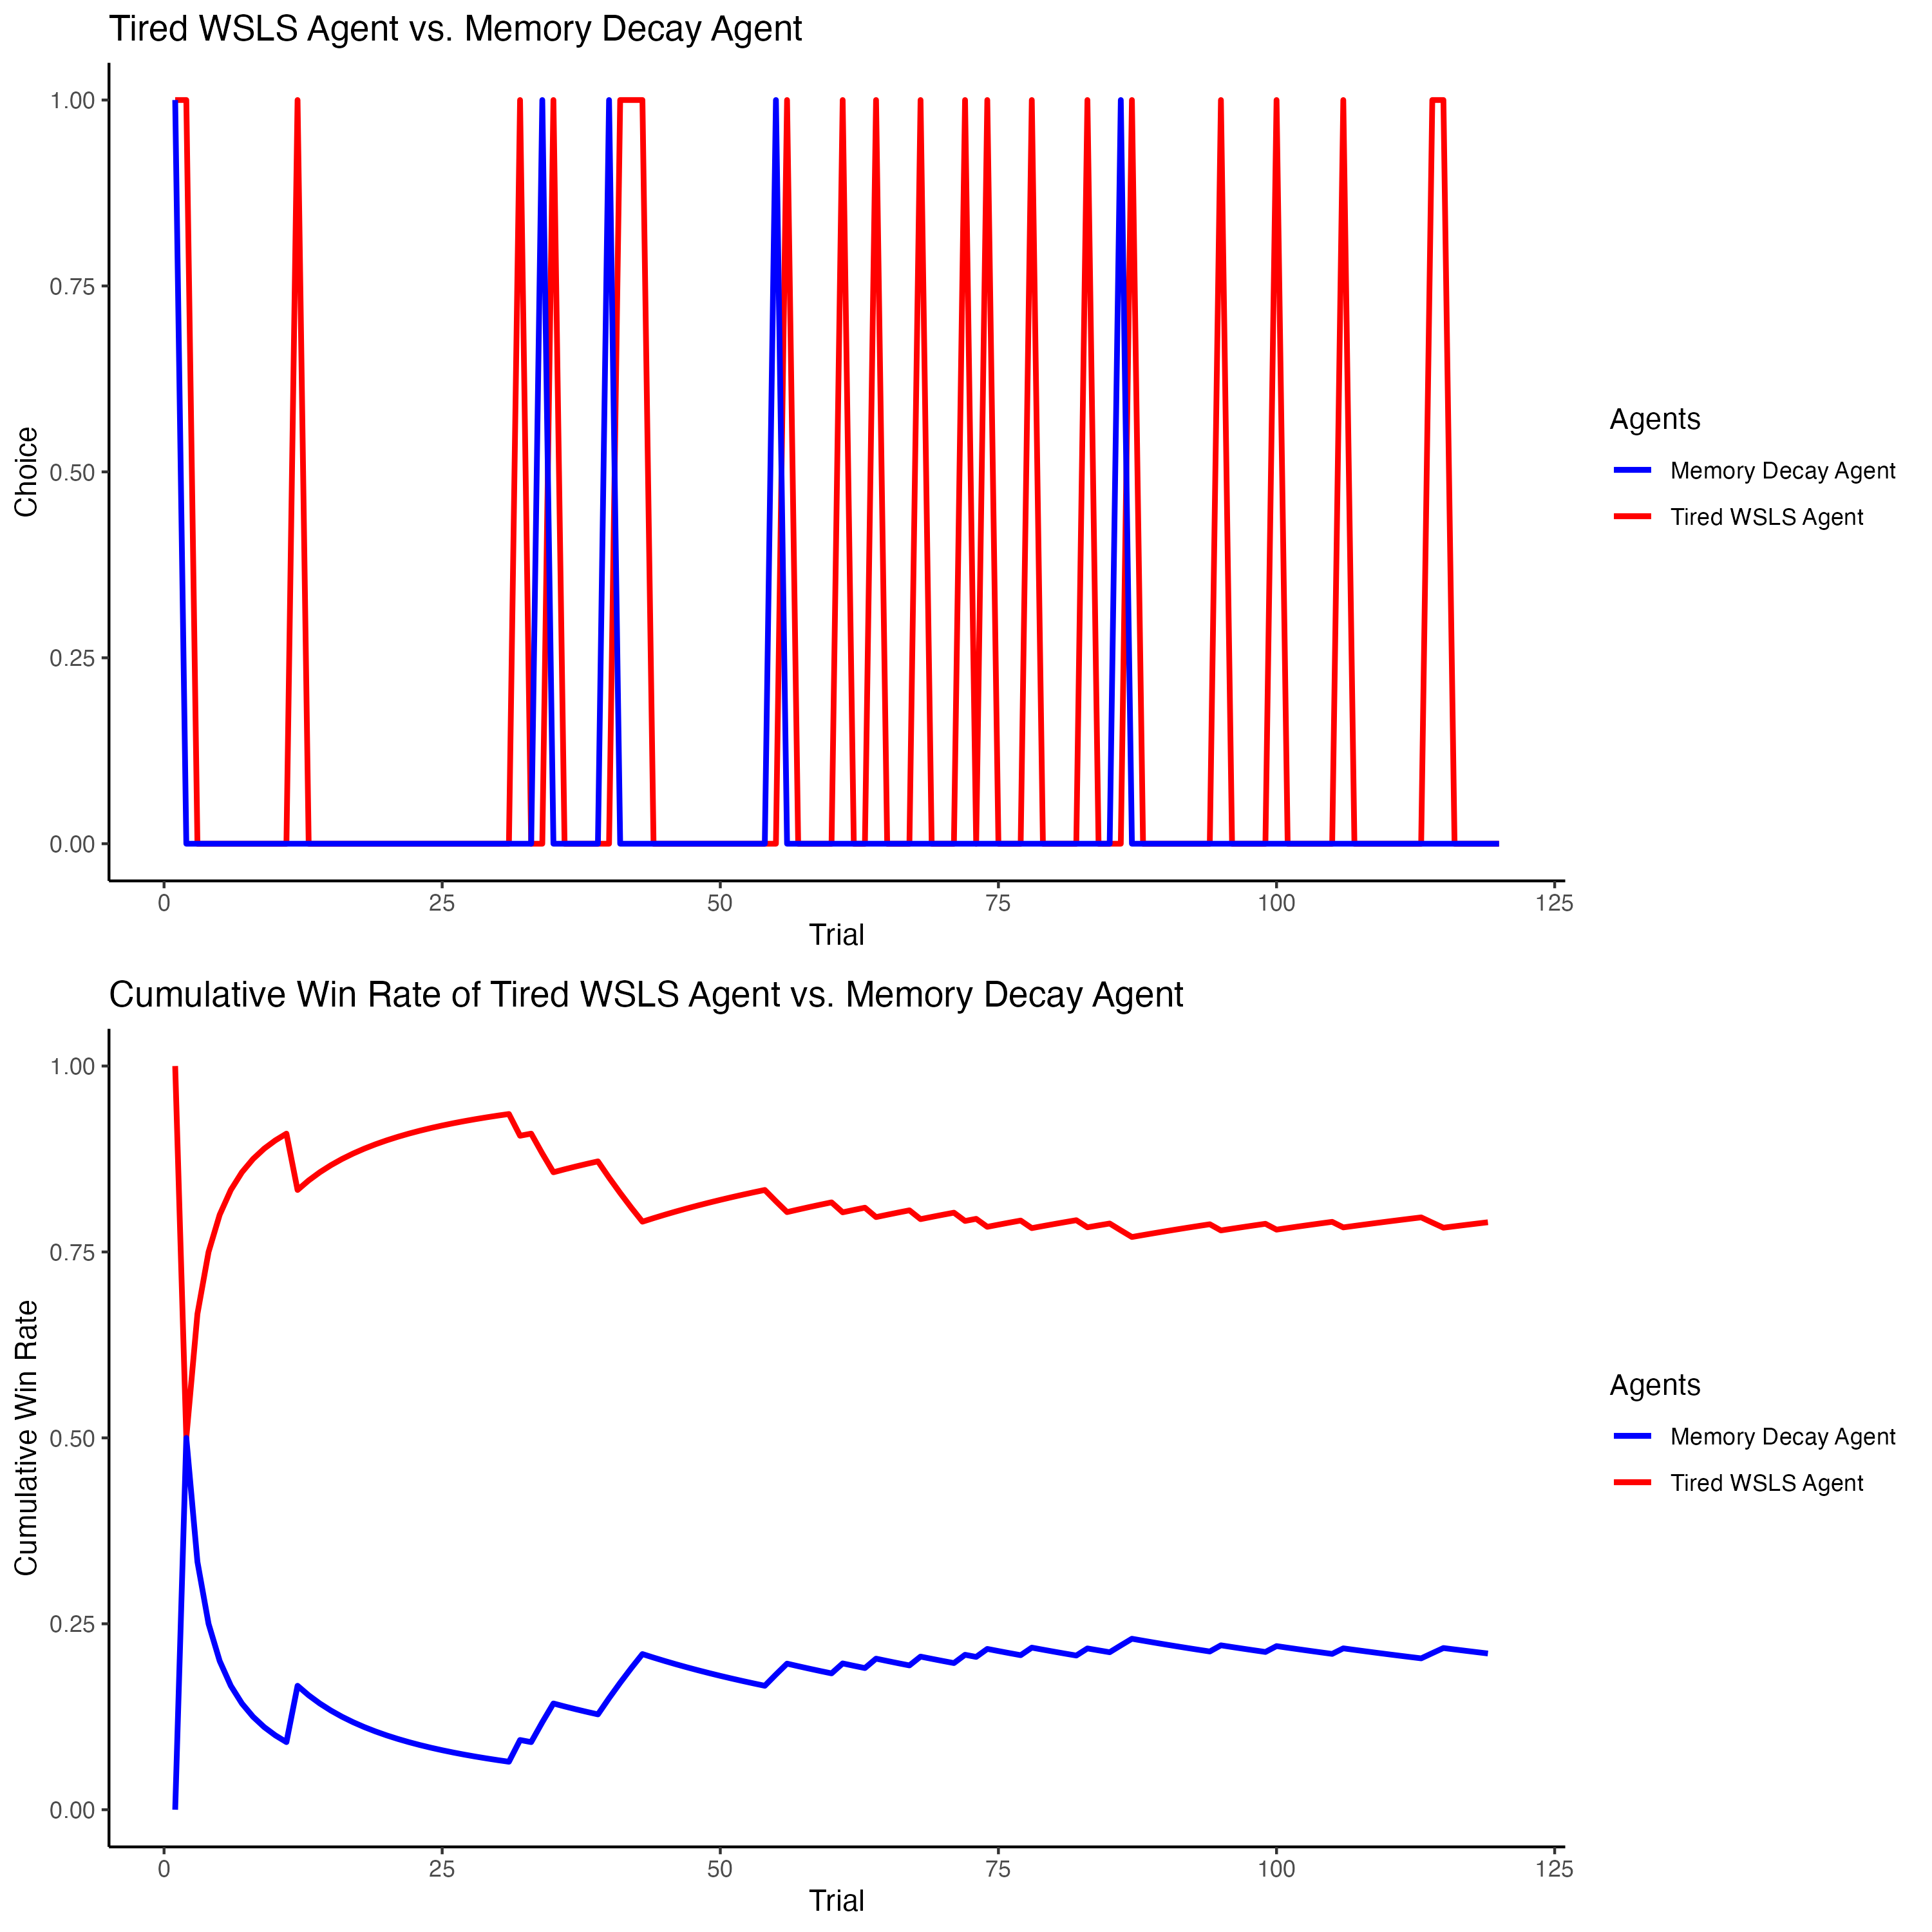 Tired WSLS Agent vs. Memory Decay Agent
1.00
0.75
0.50
0.25
0.00
Choice
0 25 50 75 100 125
Trial
Agents
Memory Decay Agent
Tired WSLS Agent
Cumulative Win Rate of Tired WSLS Agent vs. Memory Decay Agent
1.00
0.75
0.50
0.25
0.00
Cumulative Win Rate
0 25 50 75 100 125
Trial
Agents
Memory Decay Agent
Tired WSLS Agent